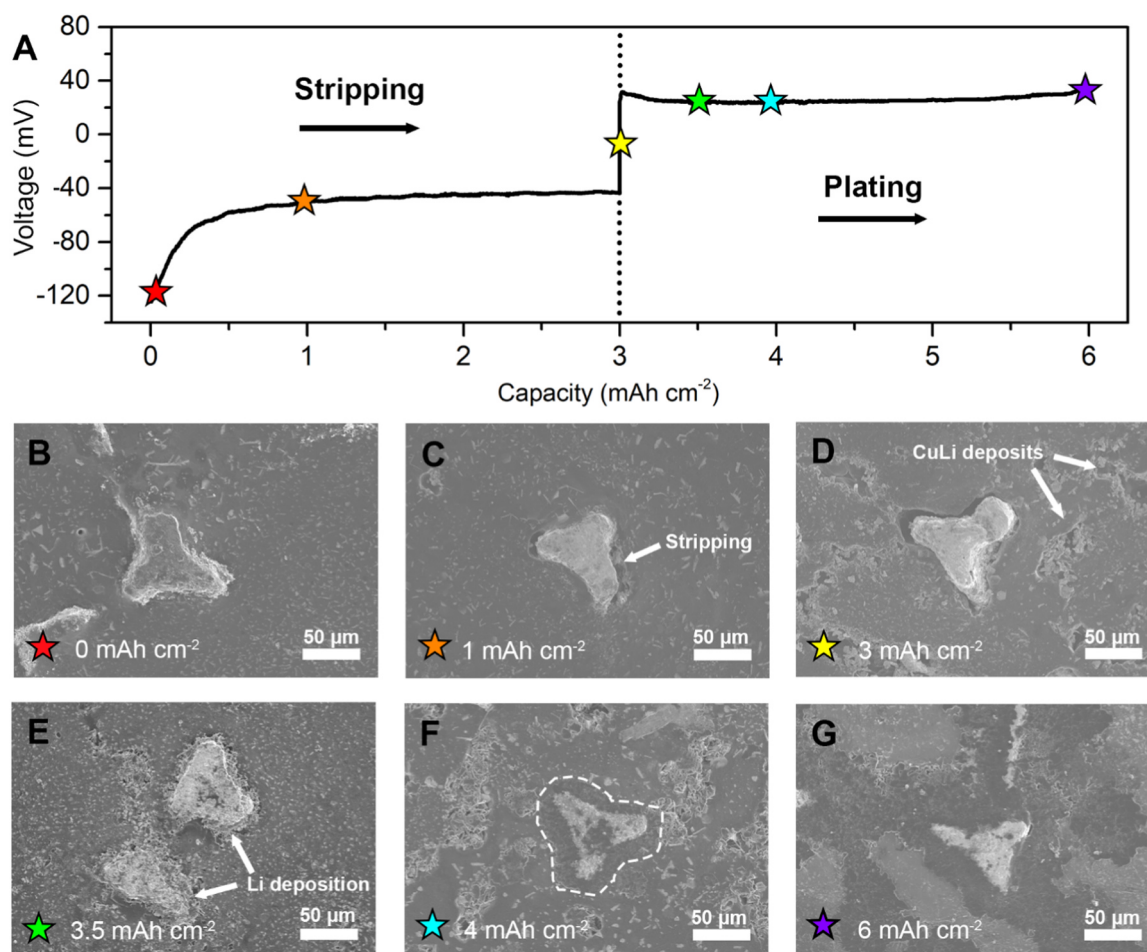 A
80
40
0
-40
-80
-120
Voltage (mV)
Stripping
Plating
0 1 2 3 4 5 6
Capacity (mAh cm⁻²)
B
0 mAh cm⁻²
50 µm
C
Stripping
1 mAh cm⁻²
50 µm
D
CuLi deposits
3 mAh cm⁻²
50 µm
E
Li deposition
3.5 mAh cm⁻²
50 µm
F
4 mAh cm⁻²
50 µm
G
6 mAh cm⁻²
50 µm